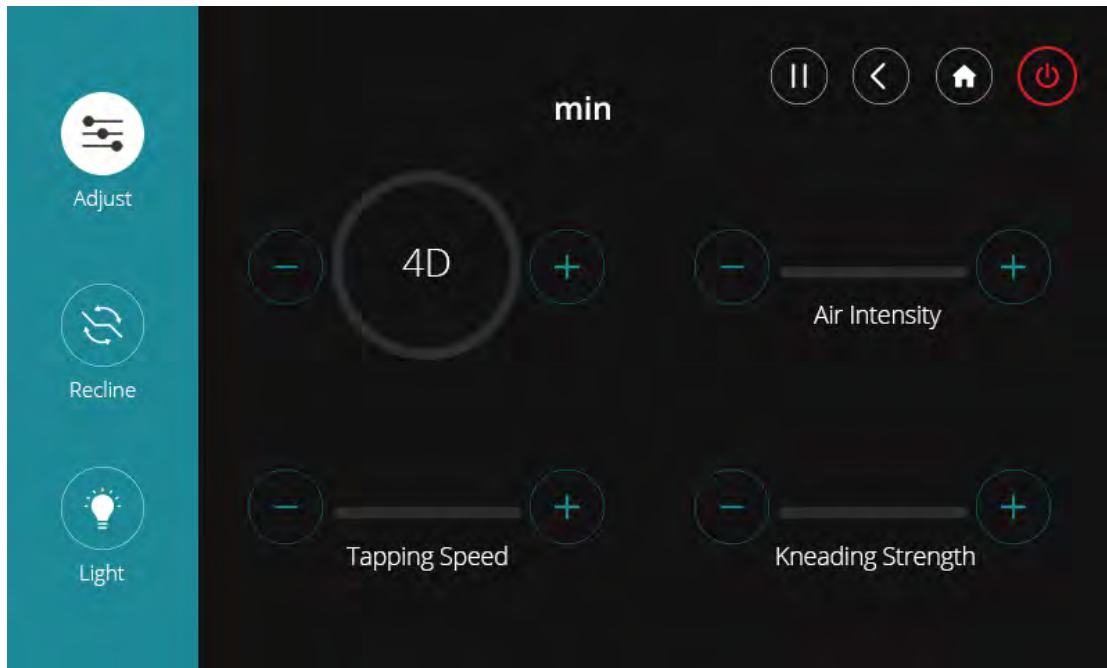 min
Adjust
4D
Air Intensity
Recline
Tapping Speed
Kneading Strength
Light